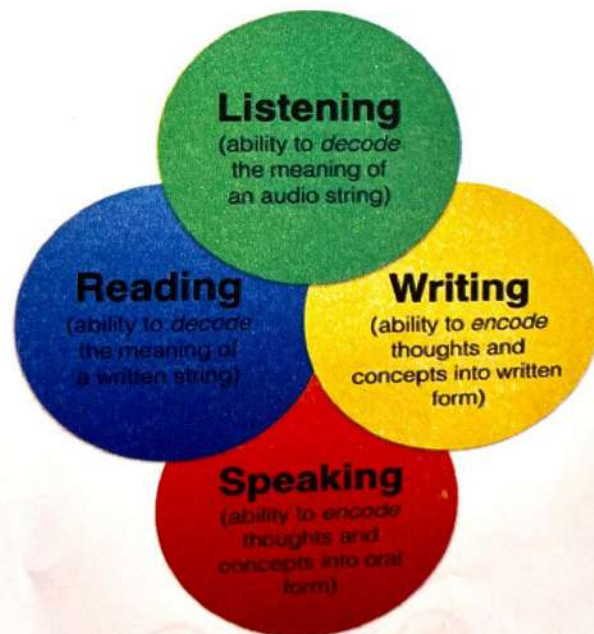 Listening
(ability to decode
the meaning of
an audio string)
Reading
(ability to decode
the meaning of
a written string)
Writing
(ability to encode
thoughts and
concepts into written
form)
Speaking
(ability to encode
thoughts and
concepts into oral
form)